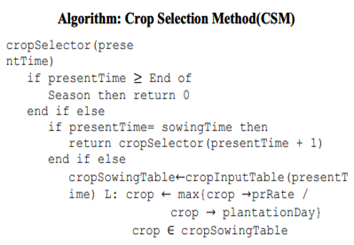 Algorithm: Crop Selection Method(CSM)
cropSelector(prese
ntTime)
if presentTime ≥ End of
Season then return 0
end if else
if presentTime= sowingTime then
return cropSelector(presentTime + 1)
end if else
cropSowingTable←cropInputTable(presentT
ime) L: crop ← max{crop →prRate /
crop → plantationDay}
crop € cropSowingTable